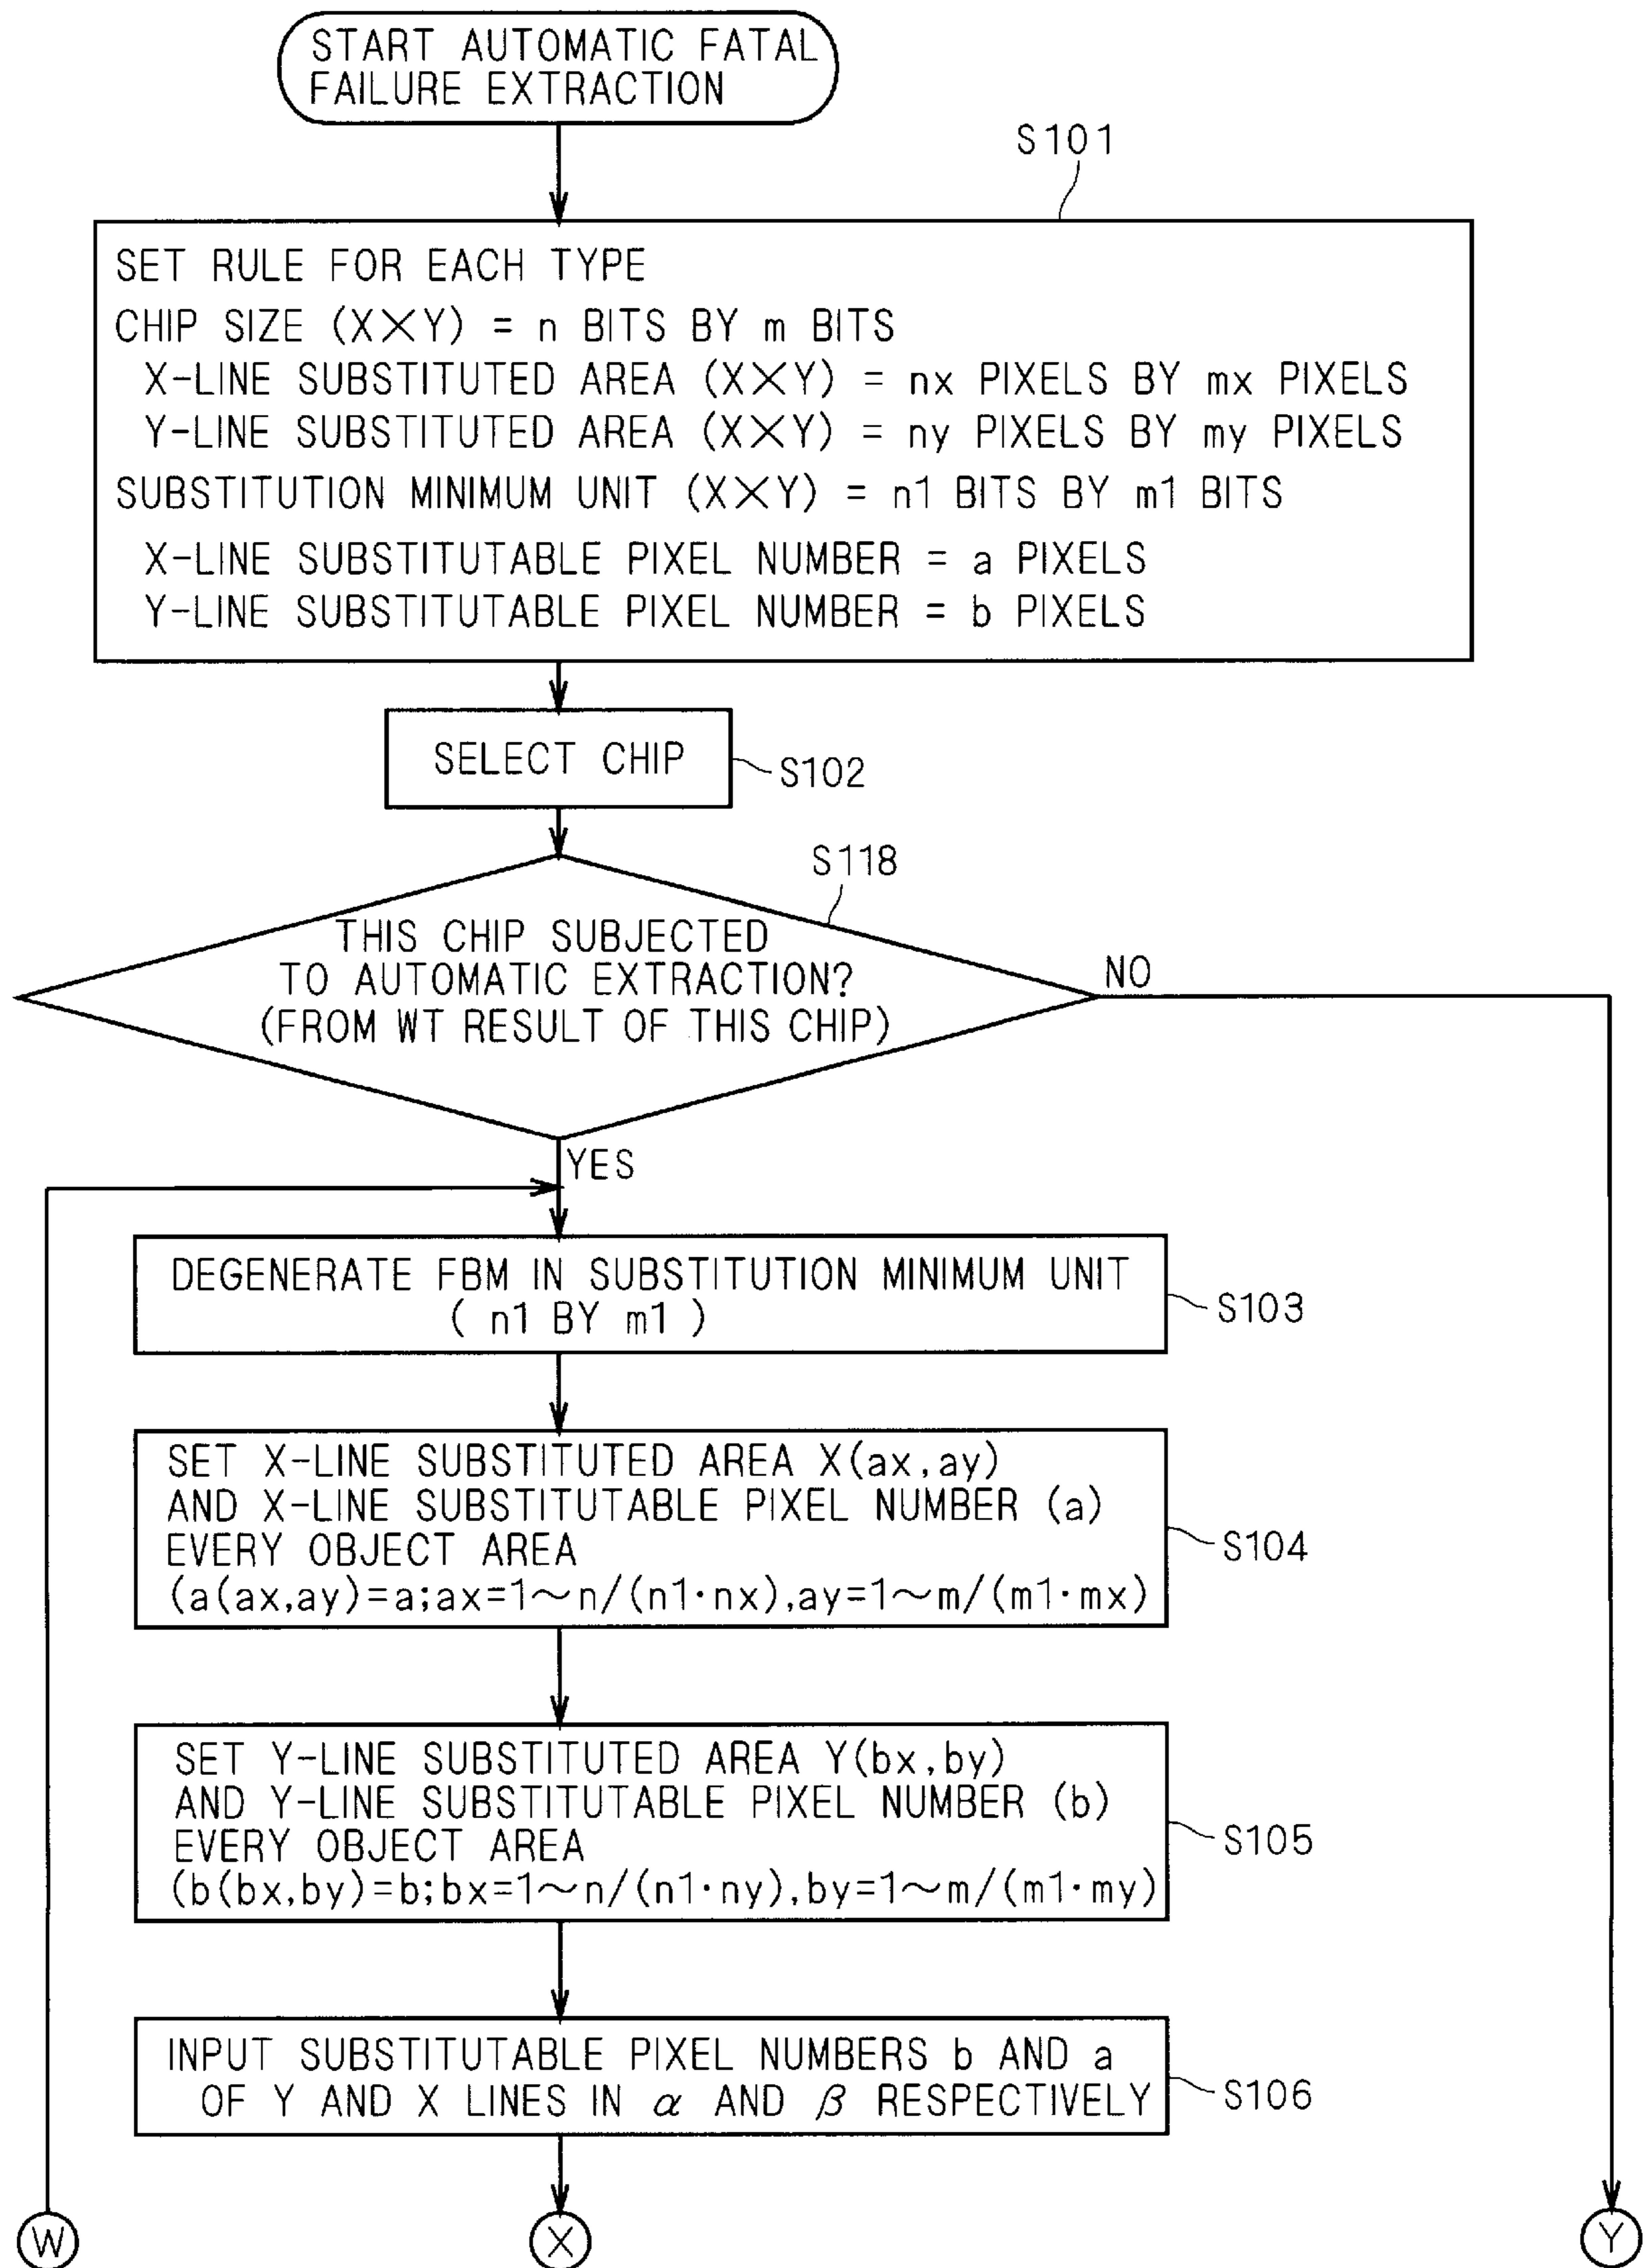 START AUTOMATIC FATAL
FAILURE EXTRACTION
S101
SET RULE FOR EACH TYPE
CHIP SIZE (X×Y) = n BITS BY m BITS
X-LINE SUBSTITUTED AREA (X×Y) = nx PIXELS BY mx PIXELS
Y-LINE SUBSTITUTED AREA (X×Y) = ny PIXELS BY my PIXELS
SUBSTITUTION MINIMUM UNIT (X×Y) = n1 BITS BY m1 BITS
X-LINE SUBSTITUTABLE PIXEL NUMBER = a PIXELS
Y-LINE SUBSTITUTABLE PIXEL NUMBER = b PIXELS
SELECT CHIP
S102
S118
THIS CHIP SUBJECTED
TO AUTOMATIC EXTRACTION?
(FROM WT RESULT OF THIS CHIP)
NO
YES
DEGENERATE FBM IN SUBSTITUTION MINIMUM UNIT
( n1 BY m1 )
S103
SET X-LINE SUBSTITUTED AREA X(ax,ay)
AND X-LINE SUBSTITUTABLE PIXEL NUMBER (a)
EVERY OBJECT AREA
(a(ax,ay)=a;ax=1~n/(n1·nx),ay=1~m/(m1·mx)
S104
SET Y-LINE SUBSTITUTED AREA Y(bx,by)
AND Y-LINE SUBSTITUTABLE PIXEL NUMBER (b)
EVERY OBJECT AREA
(b(bx,by)=b;bx=1~n/(n1·ny),by=1~m/(m1·my)
S105
INPUT SUBSTITUTABLE PIXEL NUMBERS b AND a
OF Y AND X LINES IN α AND β RESPECTIVELY
S106
W
X
Y